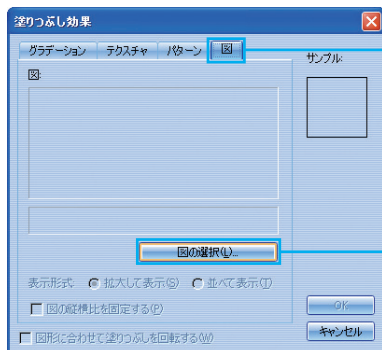 塗りつぶし効果
グラデーション テクスチャ パターン 図
サンプル:
図:
図の選択(L)...
表示形式: 拡大して表示(S) 並べて表示(T)
図の縦横比を固定する(P)
OK
図形に合わせて塗りつぶしを回転する(W)
キャンセル